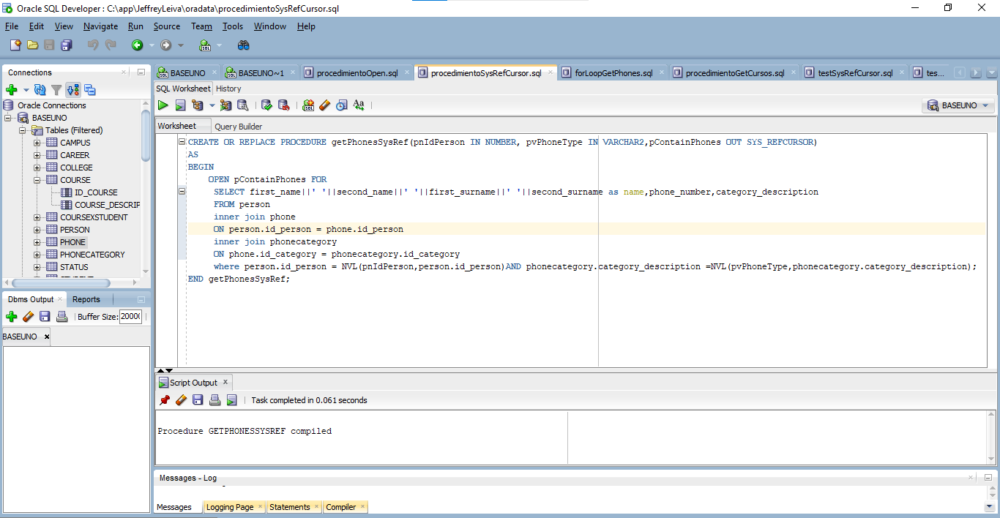 Oracle SQL Developer : C:\app\JeffreyLeiva\oradata\procedimientoSysRefCursor.sql
File Edit View Navigate Run Source Team Tools Window Help
Connections
Oracle Connections
BASEUNO
Tables (Filtered)
CAMPUS
CAREER
COLLEGE
COURSE
ID_COURSE
COURSE_DESCRIP
COURSEXSTUDENT
PERSON
PHONE
PHONECATEGORY
STATUS
Dbms Output Reports
Buffer Size: 2000
BASEUNO
BASEUNO BASEUNO~1 procedimientoOpen.sql procedimientoSysRefCursor.sql forLoopGetPhones.sql procedimientoGetCursos.sql testSysRefCursor.sql tes...
SQL Worksheet History
BASEUNO
Worksheet Query Builder
CREATE OR REPLACE PROCEDURE getPhonesSysRef(pnIdPerson IN NUMBER, pvPhoneType IN VARCHAR2,pContainPhones OUT SYS_REFCURSOR)
AS
BEGIN
OPEN pContainPhones FOR
SELECT first_name||' '||second_name||' '||first_surname||' '||second_surname as name,phone_number,category_description
FROM person
inner join phone
ON person.id_person = phone.id_person
inner join phonecategory
ON phone.id_category = phonecategory.id_category
where person.id_person = NVL(pnIdPerson,person.id_person)AND phonecategory.category_description =NVL(pvPhoneType,phonecategory.category_description);
END getPhonesSysRef;
Script Output
Task completed in 0.061 seconds
Procedure GETPHONESSYSREF compiled
Messages - Log
Messages Logging Page Statements Compiler